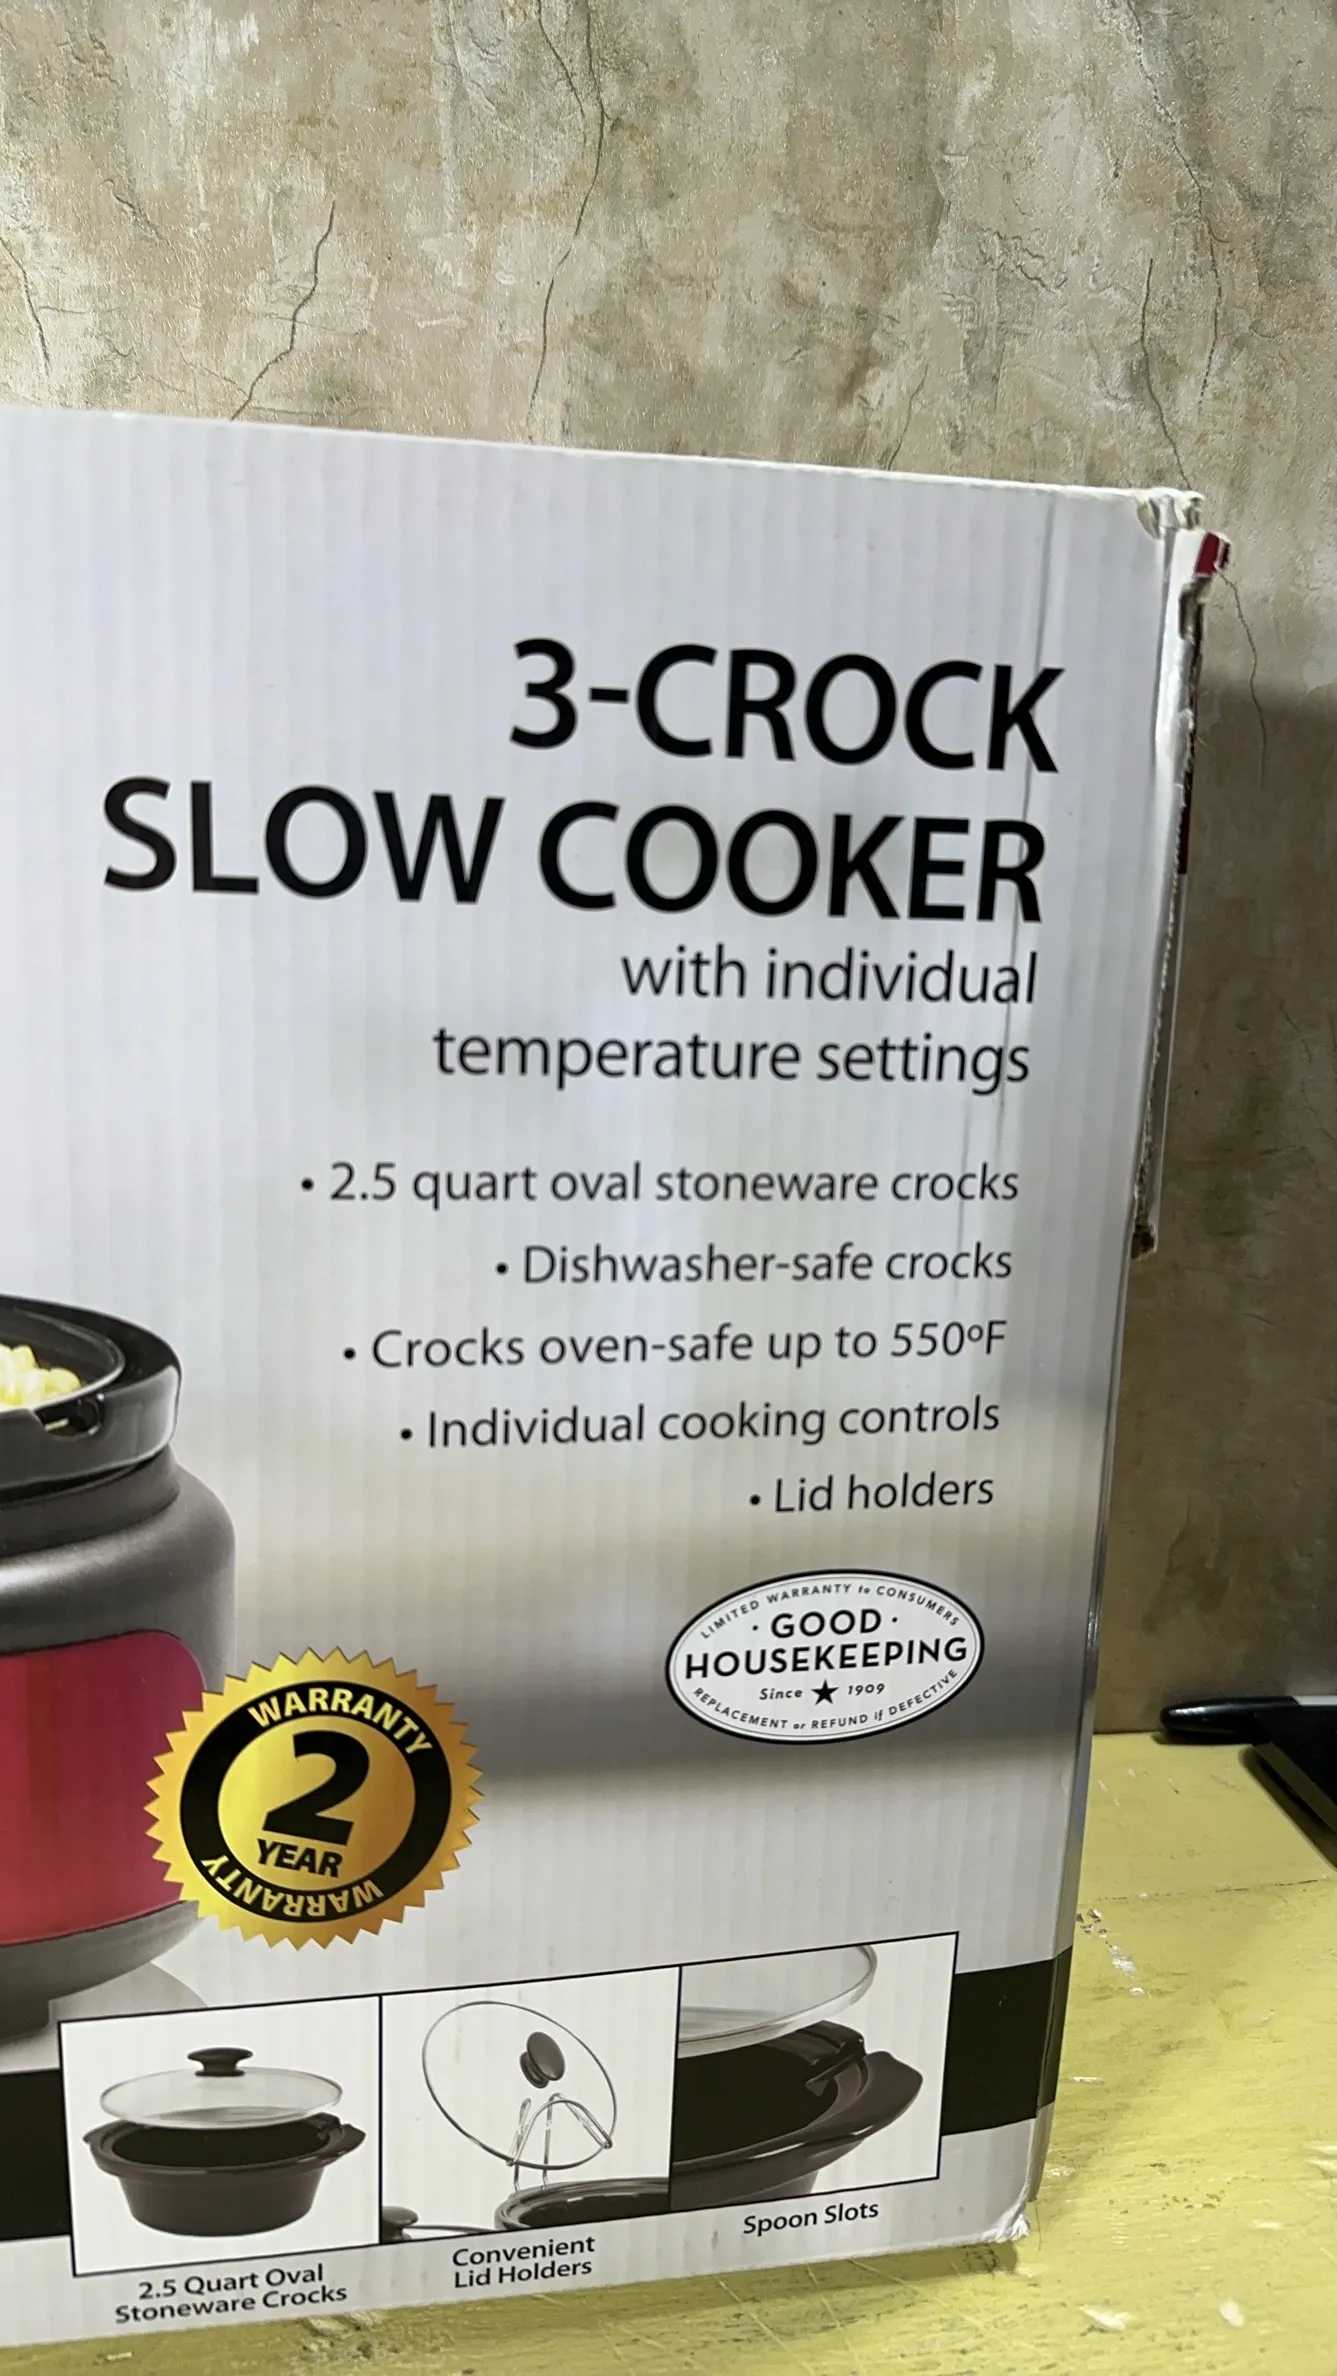 3-CROCK
SLOW COOKER
with individual
temperature settings
• 2.5 quart oval stoneware crocks
• Dishwasher-safe crocks
• Crocks oven-safe up to 550ºF
• Individual cooking controls
• Lid holders
LIMITED WARRANTY to CONSUMERS
· GOOD ·
HOUSEKEEPING
Since ★ 1909
REPLACEMENT or REFUND if DEFECTIVE
WARRANTY
2
YEAR
WARRANTY
2.5 Quart Oval
Stoneware Crocks
Convenient
Lid Holders
Spoon Slots